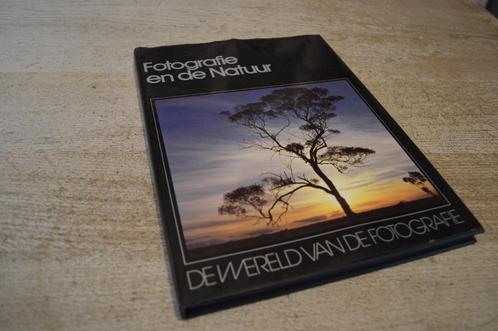 Fotografie
en de Natuur
DE WERELD VAN DE FOTOGRAFIE